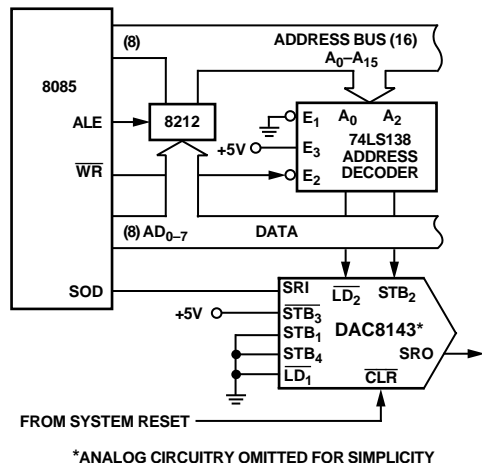 (8)
ADDRESS BUS (16)
A0–A15
8085
ALE
8212
E1
A0
A2
+5V
E3
74LS138
ADDRESS
DECODER
WR
E2
(8) AD0–7
DATA
SOD
SRI
LD2
STB2
+5V
STB3
STB1
DAC8143*
STB4
SRO
LD1
CLR
FROM SYSTEM RESET
*ANALOG CIRCUITRY OMITTED FOR SIMPLICITY